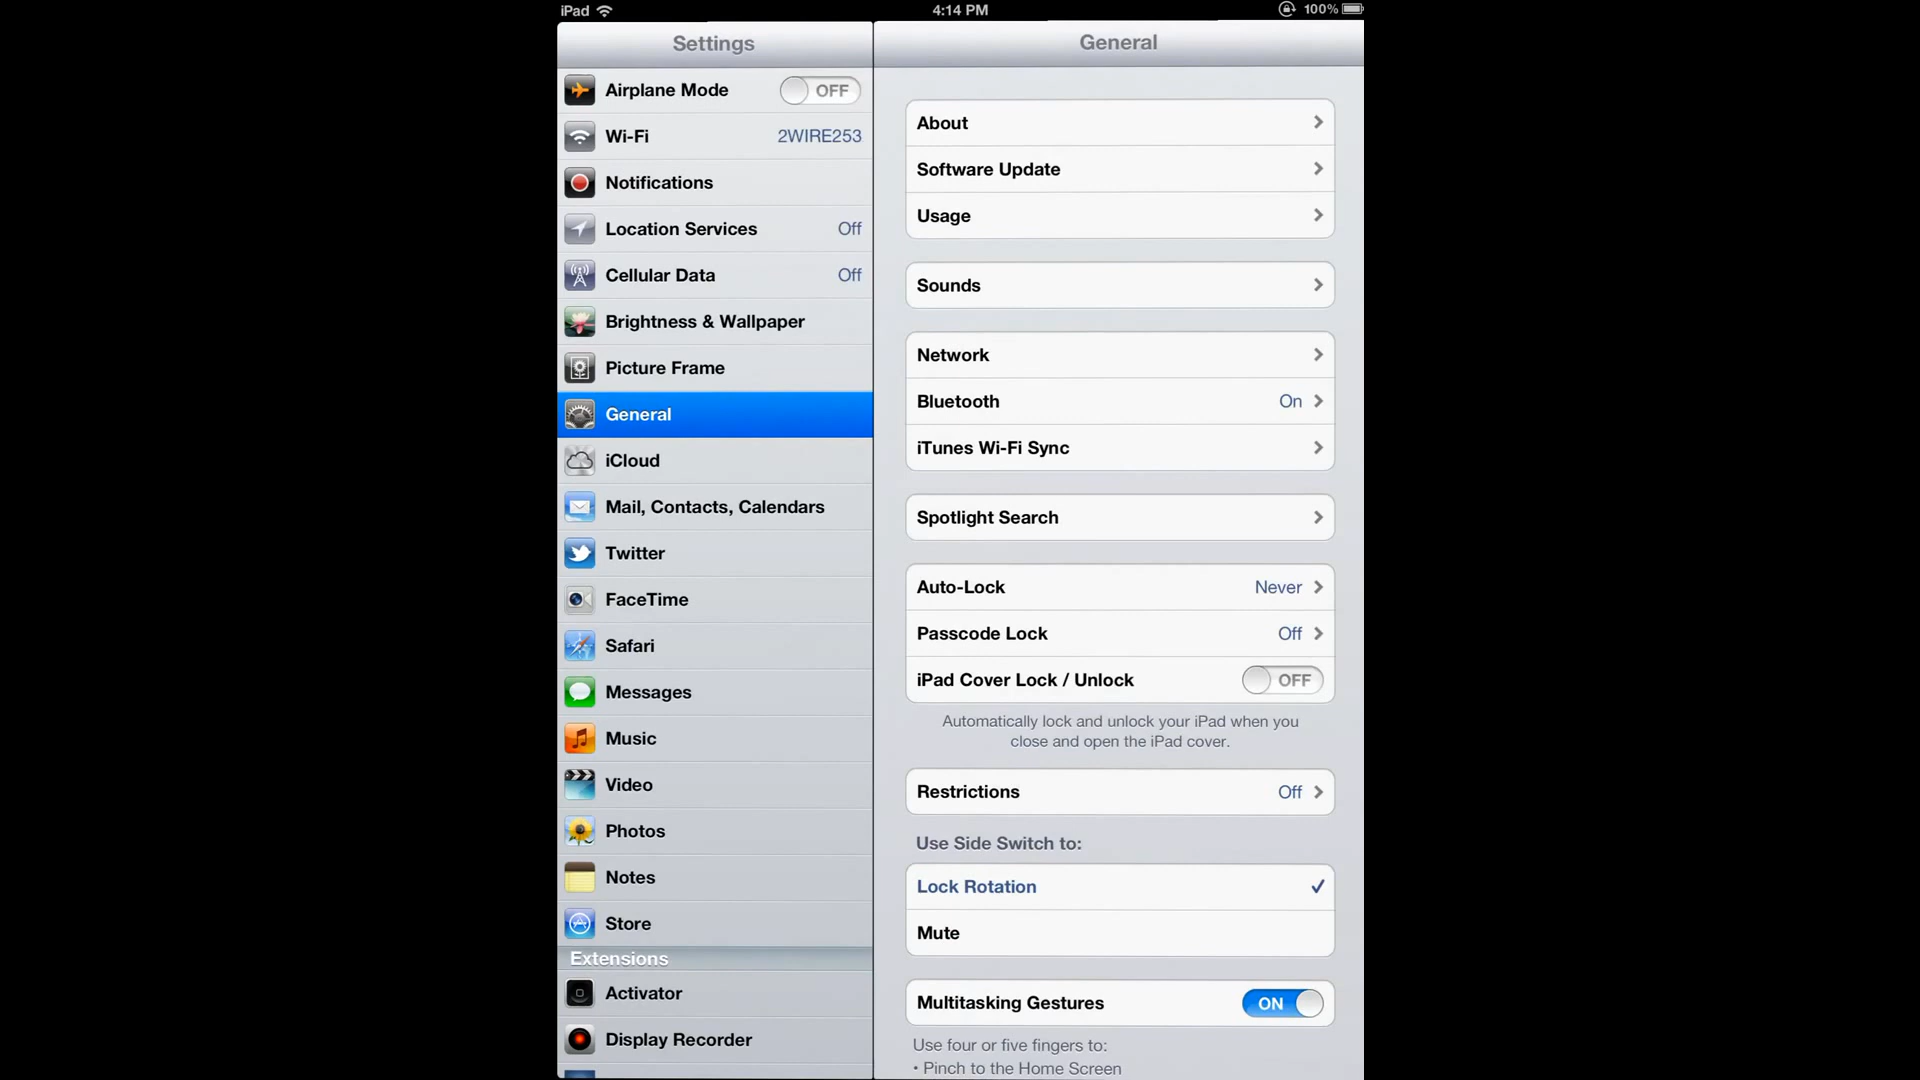 iPad 4:14 PM 100%
Settings
Airplane Mode OFF
Wi-Fi 2WIRE253
Notifications
Location Services Off
Cellular Data Off
Brightness & Wallpaper
Picture Frame
General
iCloud
Mail, Contacts, Calendars
Twitter
FaceTime
Safari
Messages
Music
Video
Photos
Notes
Store
Extensions
Activator
Display Recorder
General
About
Software Update
Usage
Sounds
Network
Bluetooth On
iTunes Wi-Fi Sync
Spotlight Search
Auto-Lock Never
Passcode Lock Off
iPad Cover Lock / Unlock OFF
Automatically lock and unlock your iPad when you
close and open the iPad cover.
Restrictions Off
Use Side Switch to:
Lock Rotation
Mute
Multitasking Gestures ON
Use four or five fingers to:
• Pinch to the Home Screen